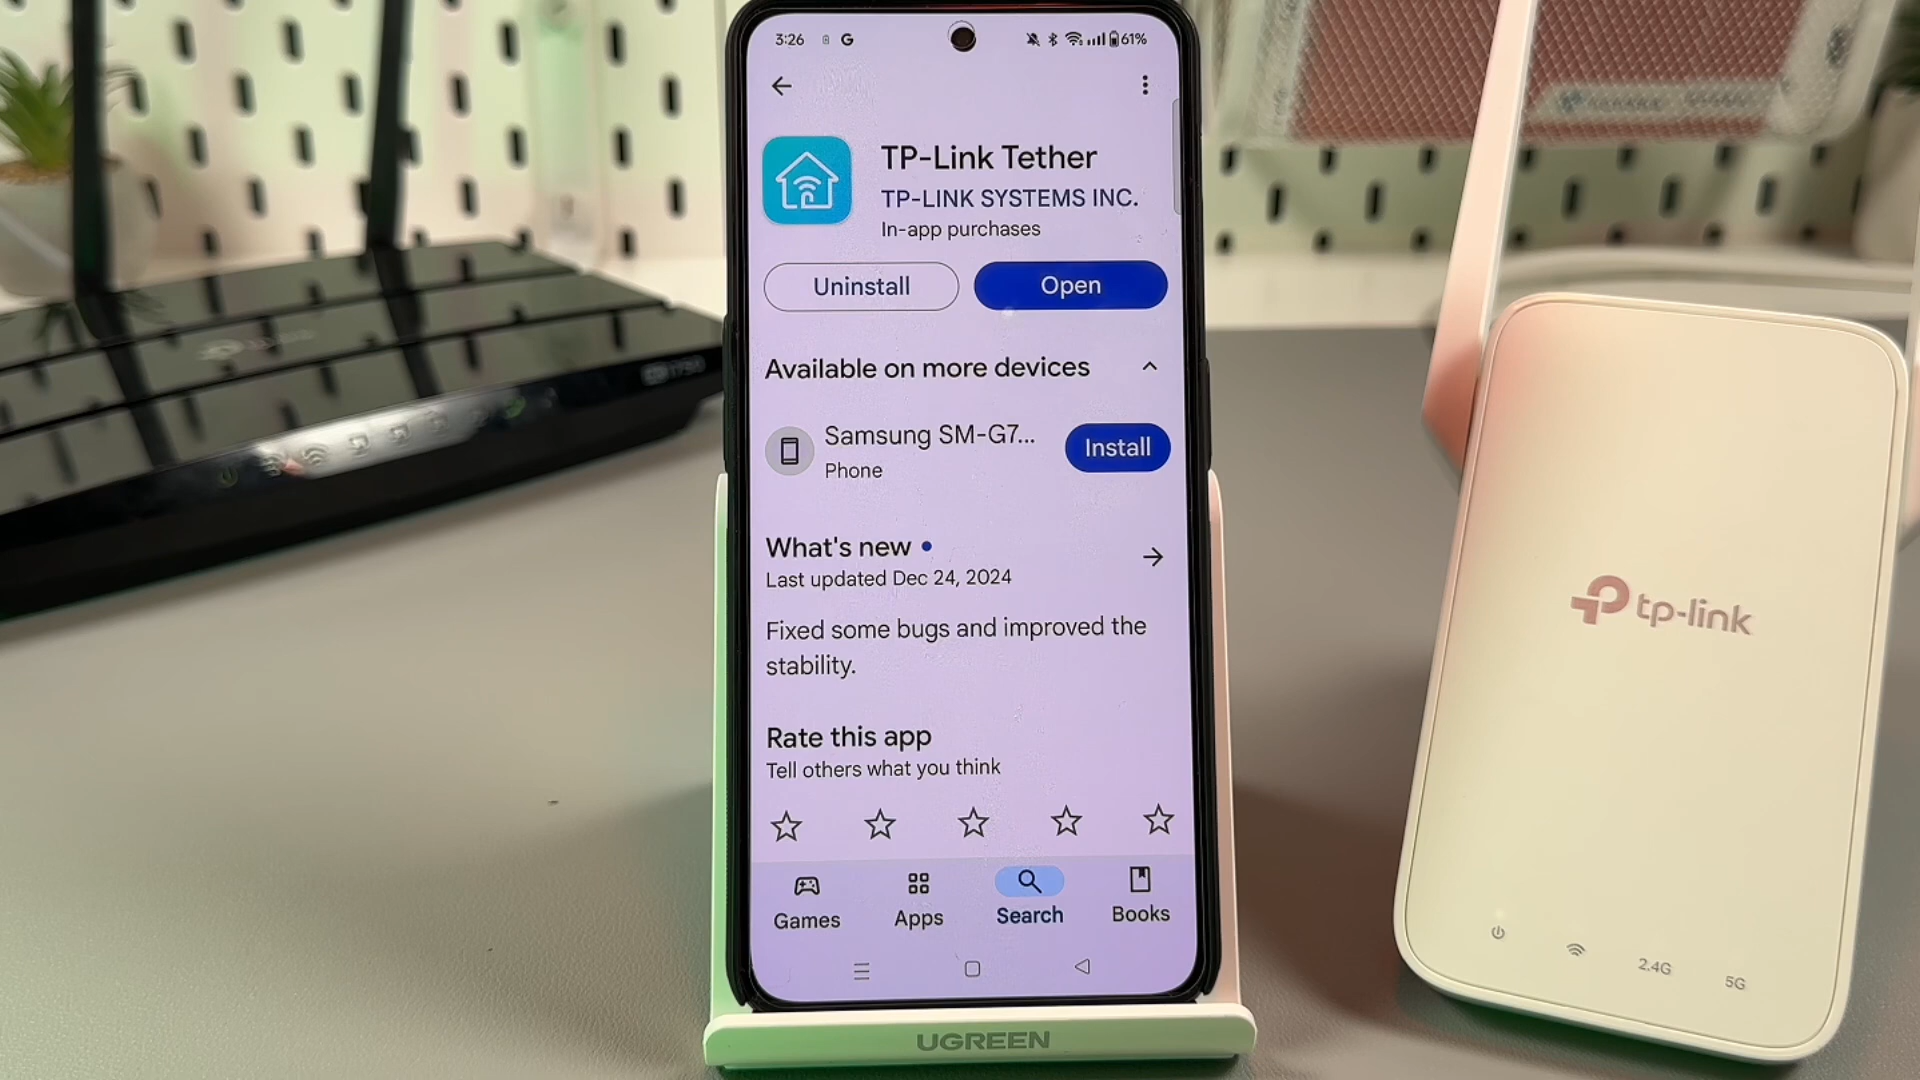 3:26
61%
TP-Link Tether
TP-LINK SYSTEMS INC.
In-app purchases
Uninstall
Open
Available on more devices
Samsung SM-G7...
Phone
Install
What's new
Last updated Dec 24, 2024
Fixed some bugs and improved the
stability.
Rate this app
Tell others what you think
Games
Apps
Search
Books
UGREEN
tp-link
2.4G
5G